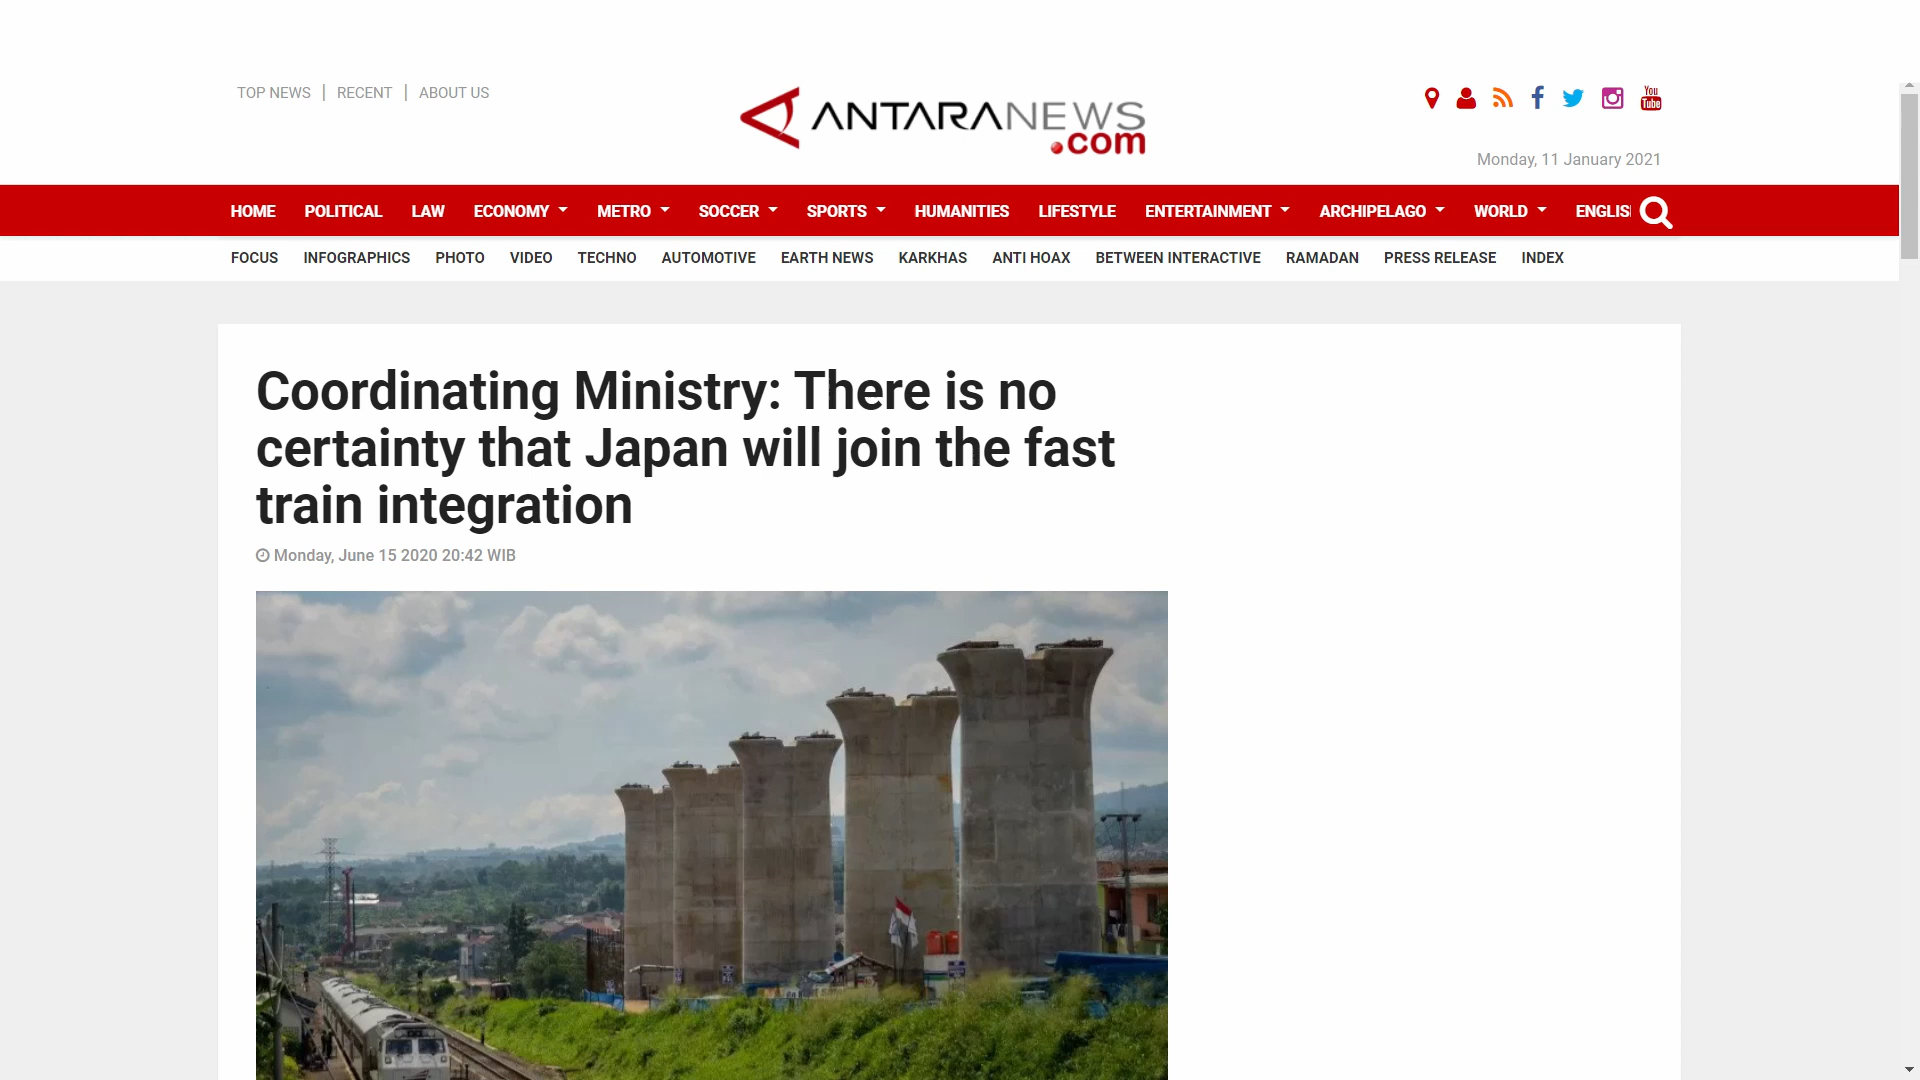 TOP NEWS | RECENT | ABOUT US
ANTARANEWS
.com
You
Tube
Monday, 11 January 2021
HOME POLITICAL LAW ECONOMY METRO SOCCER SPORTS HUMANITIES LIFESTYLE ENTERTAINMENT ARCHIPELAGO WORLD ENGLIS
FOCUS INFOGRAPHICS PHOTO VIDEO TECHNO AUTOMOTIVE EARTH NEWS KARKHAS ANTI HOAX BETWEEN INTERACTIVE RAMADAN PRESS RELEASE INDEX
Coordinating Ministry: There is no
certainty that Japan will join the fast
train integration
Monday, June 15 2020 20:42 WIB